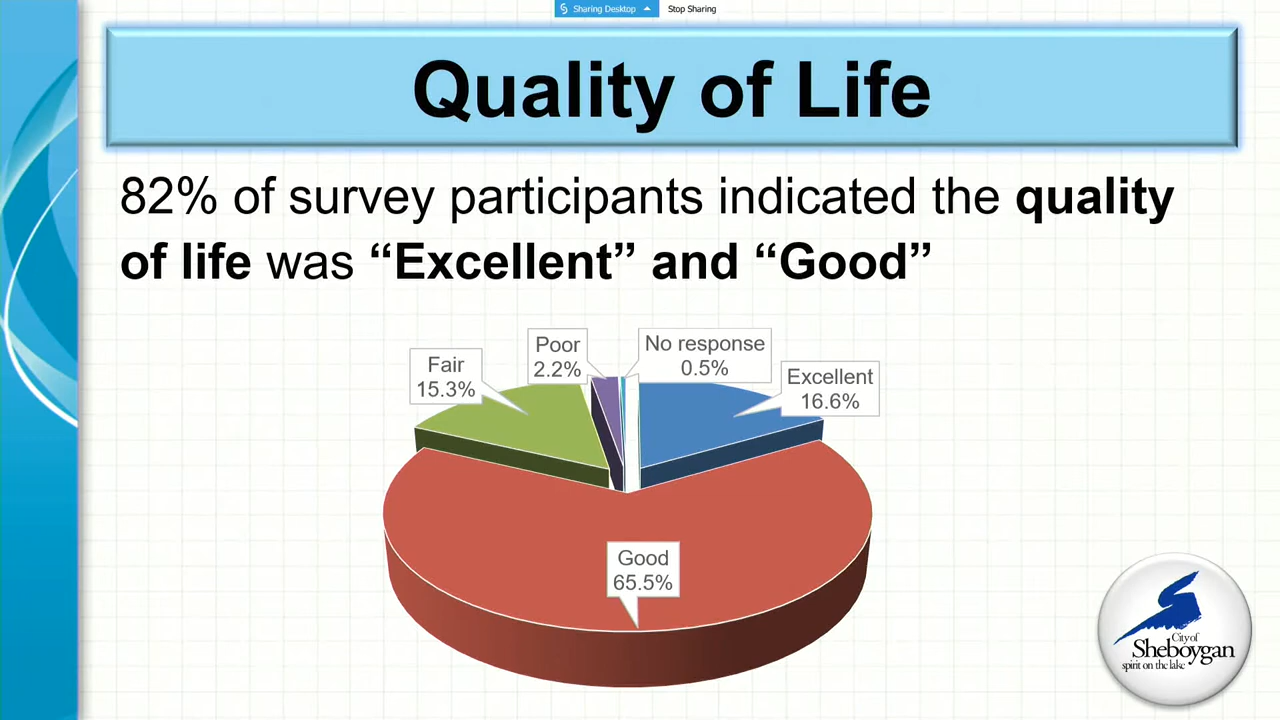 Sharing Desktop
Stop Sharing
Quality of Life
82% of survey participants indicated the quality
of life was “Excellent” and “Good”
Poor
2.2%
No response
0.5%
Fair
15.3%
Excellent
16.6%
Good
65.5%
City of
Sheboygan
spirit on the lake